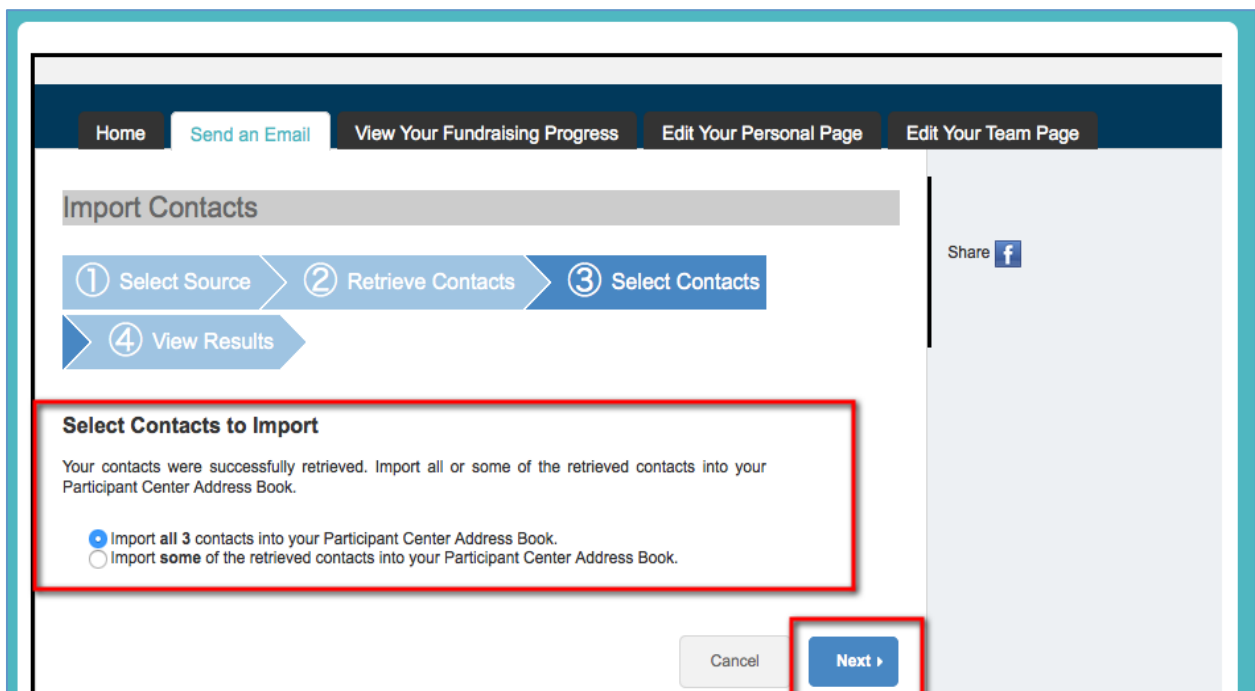 Home Send an Email View Your Fundraising Progress Edit Your Personal Page Edit Your Team Page
Import Contacts
Share f
① Select Source ② Retrieve Contacts ③ Select Contacts
④ View Results
Select Contacts to Import
Your contacts were successfully retrieved. Import all or some of the retrieved contacts into your
Participant Center Address Book.
Import all 3 contacts into your Participant Center Address Book.
Import some of the retrieved contacts into your Participant Center Address Book.
Cancel Next